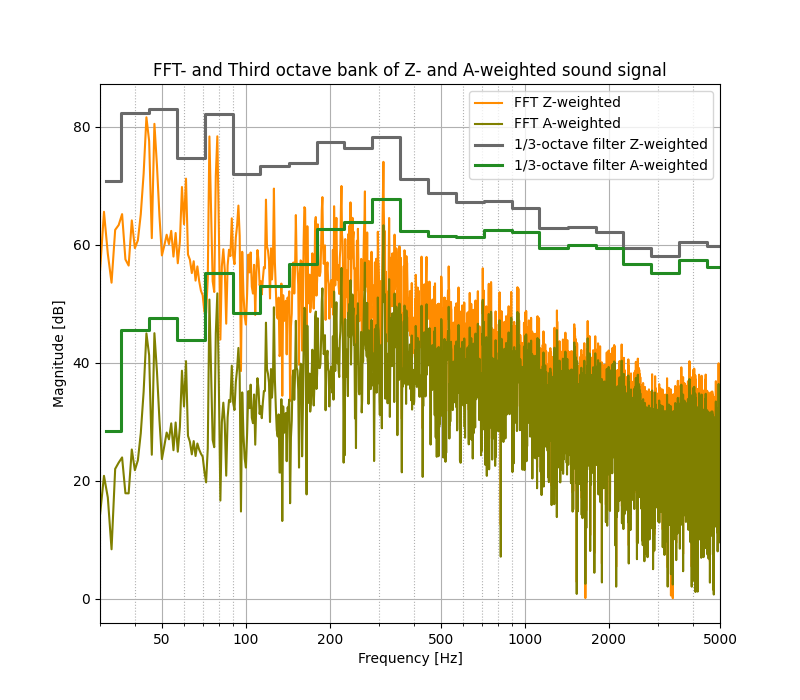 FFT- and Third octave bank of Z- and A-weighted sound signal
FFT Z-weighted
FFT A-weighted
1/3-octave filter Z-weighted
1/3-octave filter A-weighted
Magnitude [dB]
80
60
40
20
0
50 100 200 500 1000 2000 5000
Frequency [Hz]